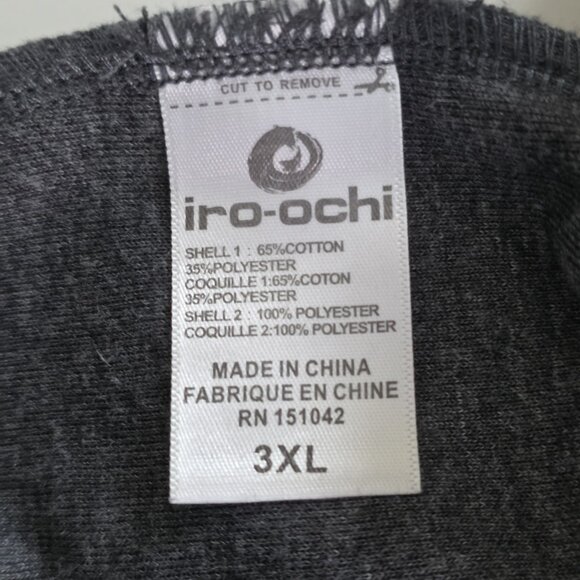 CUT TO REMOVE
iro-ochi
SHELL 1 : 65%COTTON
35%POLYESTER
COQUILLE 1:65%COTON
35%POLYESTER
SHELL 2 : 100% POLYESTER
COQUILLE 2:100% POLYESTER
MADE IN CHINA
FABRIQUE EN CHINE
RN 151042
3XL